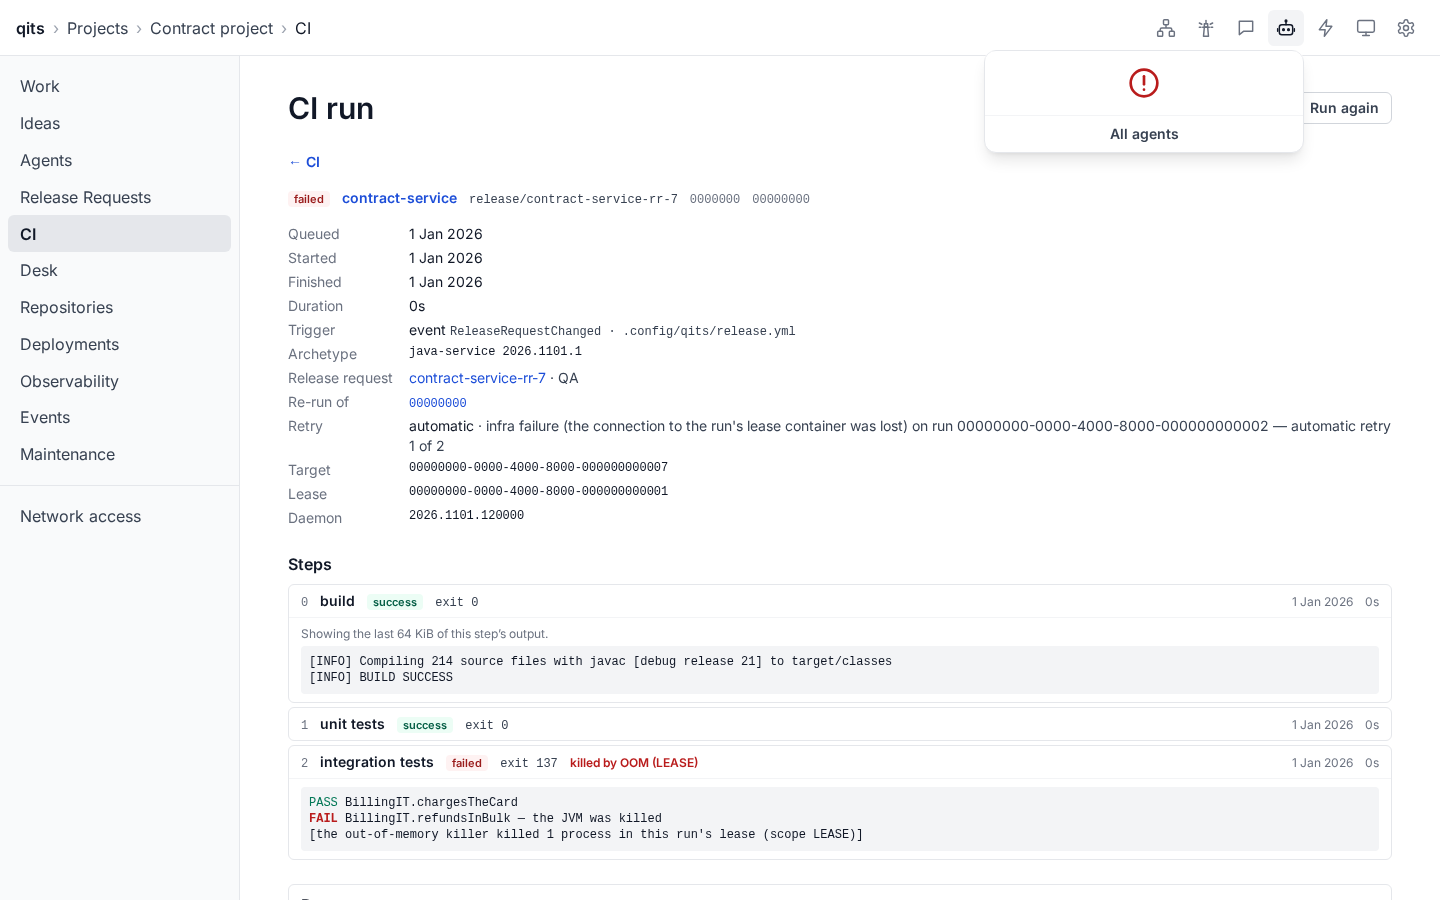 qits › Projects › Contract project › CI
Work
Ideas
Agents
Release Requests
CI
Desk
Repositories
Deployments
Observability
Events
Maintenance
Network access
All agents
CI run
Run again
← CI
failed contract-service release/contract-service-rr-7 0000000 00000000
Queued 1 Jan 2026
Started 1 Jan 2026
Finished 1 Jan 2026
Duration 0s
Trigger event ReleaseRequestChanged · .config/qits/release.yml
Archetype java-service 2026.1101.1
Release request contract-service-rr-7 · QA
Re-run of 00000000
Retry automatic · infra failure (the connection to the run's lease container was lost) on run 00000000-0000-4000-8000-000000000002 — automatic retry
1 of 2
Target 00000000-0000-4000-8000-000000000007
Lease 00000000-0000-4000-8000-000000000001
Daemon 2026.1101.120000
Steps
0 build success exit 0 1 Jan 2026 0s
Showing the last 64 KiB of this step's output.
[INFO] Compiling 214 source files with javac [debug release 21] to target/classes
[INFO] BUILD SUCCESS
1 unit tests success exit 0 1 Jan 2026 0s
2 integration tests failed exit 137 killed by OOM (LEASE) 1 Jan 2026 0s
PASS BillingIT.chargesTheCard
FAIL BillingIT.refundsInBulk — the JVM was killed
[the out-of-memory killer killed 1 process in this run's lease (scope LEASE)]